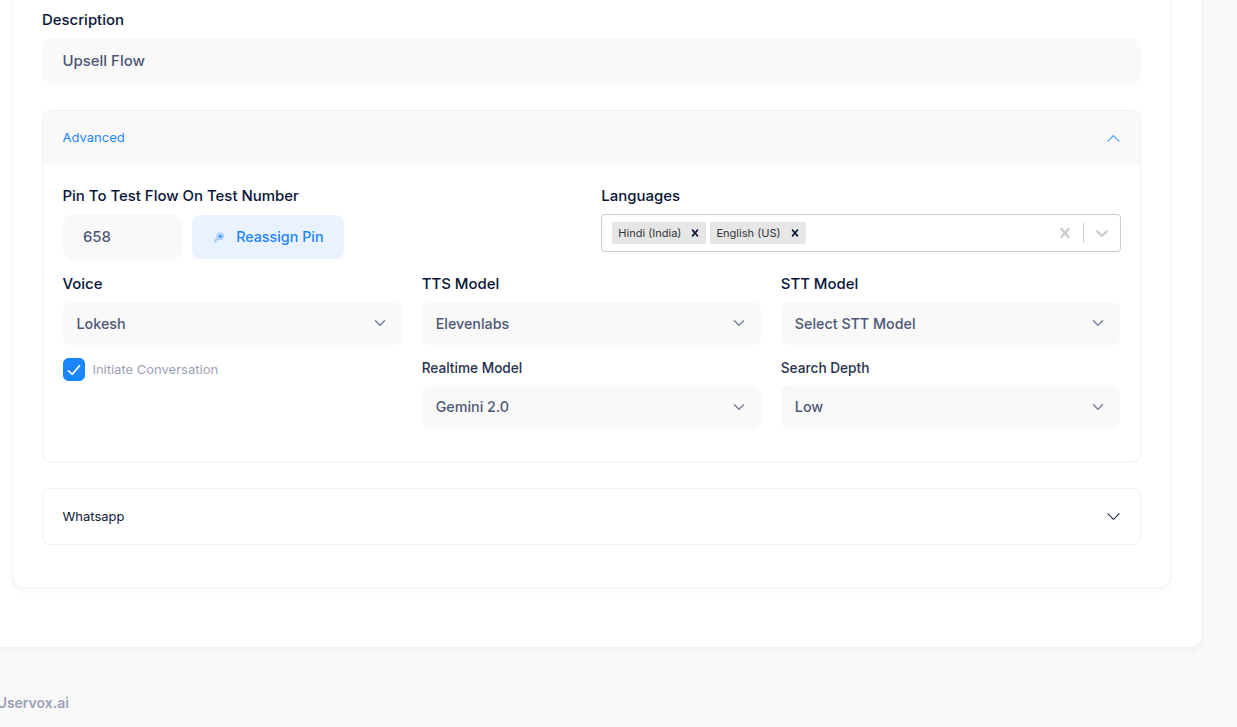 Description
Upsell Flow
Advanced
Pin To Test Flow On Test Number
Languages
658
Reassign Pin
Hindi (India) x English (US) x
Voice
TTS Model
STT Model
Lokesh
Elevenlabs
Select STT Model
Initiate Conversation
Realtime Model
Search Depth
Gemini 2.0
Low
Whatsapp
Uservox.ai